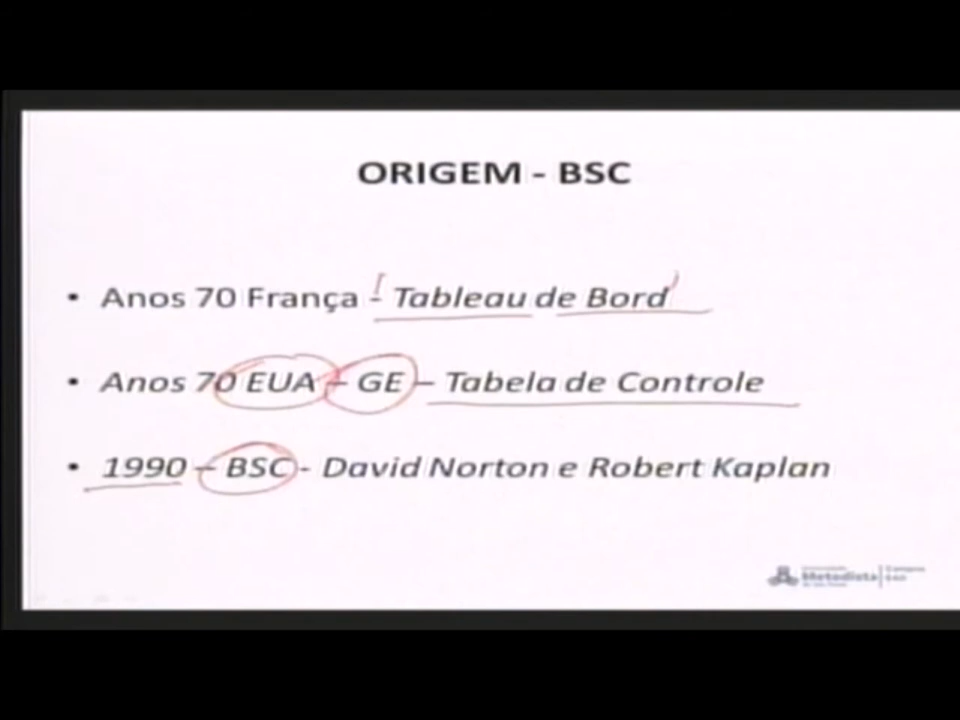 ORIGEM - BSC
• Anos 70 França - Tableau de Bord
• Anos 70 EUA – GE – Tabela de Controle
• 1990 – BSC - David Norton e Robert Kaplan
Metodista